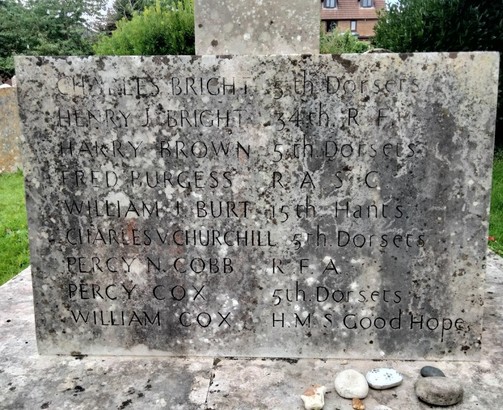 CHARLES BRIGHT 5th Dorsets
HENRY J. BRIGHT 34th R F
HARRY BROWN 5th Dorsets
FRED BURGESS R A S C
WILLIAM J. BURT 15th Hants.
CHARLES V. CHURCHILL 5th Dorsets
PERCY N. COBB R F A
PERCY COX 5th Dorsets
WILLIAM COX H.M.S Good Hope.